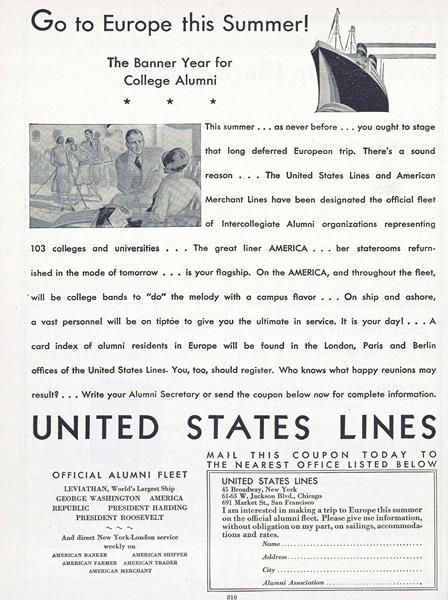 Go to Europe this Summer!
The Banner Year for
College Alumni
* * *
This summer . . . as never before . . . you ought to stage
that long deferred European trip. There's a sound
reason . . . The United States Lines and American
Merchant Lines have been designated the official fleet
of Intercollegiate Alumni organizations representing
103 colleges and universities . . . The great liner AMERICA . . . her staterooms refurn-
ished in the mode of tomorrow . . . is your flagship. On the AMERICA, and throughout the fleet,
will be college bands to "do" the melody with a campus flavor . . . On ship and ashore,
a vast personnel will be on tiptoe to give you the ultimate in service. It is your day! . . . A
card index of alumni residents in Europe will be found in the London, Paris and Berlin
offices of the United States Lines. You, too, should register. Who knows what happy reunions may
result? . . . Write your Alumni Secretary or send the coupon below now for complete information.
UNITED STATES LINES
OFFICIAL ALUMNI FLEET
LEVIATHAN, World's Largest Ship
GEORGE WASHINGTON AMERICA
REPUBLIC PRESIDENT HARDING
PRESIDENT ROOSEVELT
~ ~ ~
And direct New York-London service
weekly on
AMERICAN BANKER AMERICAN SHIPPER
AMERICAN FARMER AMERICAN TRADER
AMERICAN MERCHANT
MAIL THIS COUPON TODAY TO
THE NEAREST OFFICE LISTED BELOW
UNITED STATES LINES
45 Broadway, New York
61-63 W. Jackson Blvd., Chicago
691 Market St., San Francisco
I am interested in making a trip to Europe this summer
on the official alumni fleet. Please give me information,
without obligation on my part, on sailings, accommoda-
tions and rates.
Name
Address
City
Alumni Association
310